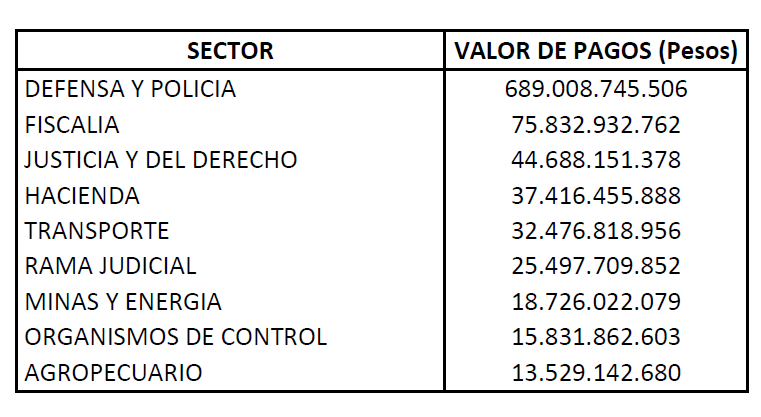 SECTOR VALOR DE PAGOS (Pesos)
DEFENSA Y POLICIA 689.008.745.506
FISCALIA 75.832.932.762
JUSTICIA Y DEL DERECHO 44.688.151.378
HACIENDA 37.416.455.888
TRANSPORTE 32.476.818.956
RAMA JUDICIAL 25.497.709.852
MINAS Y ENERGIA 18.726.022.079
ORGANISMOS DE CONTROL 15.831.862.603
AGROPECUARIO 13.529.142.680